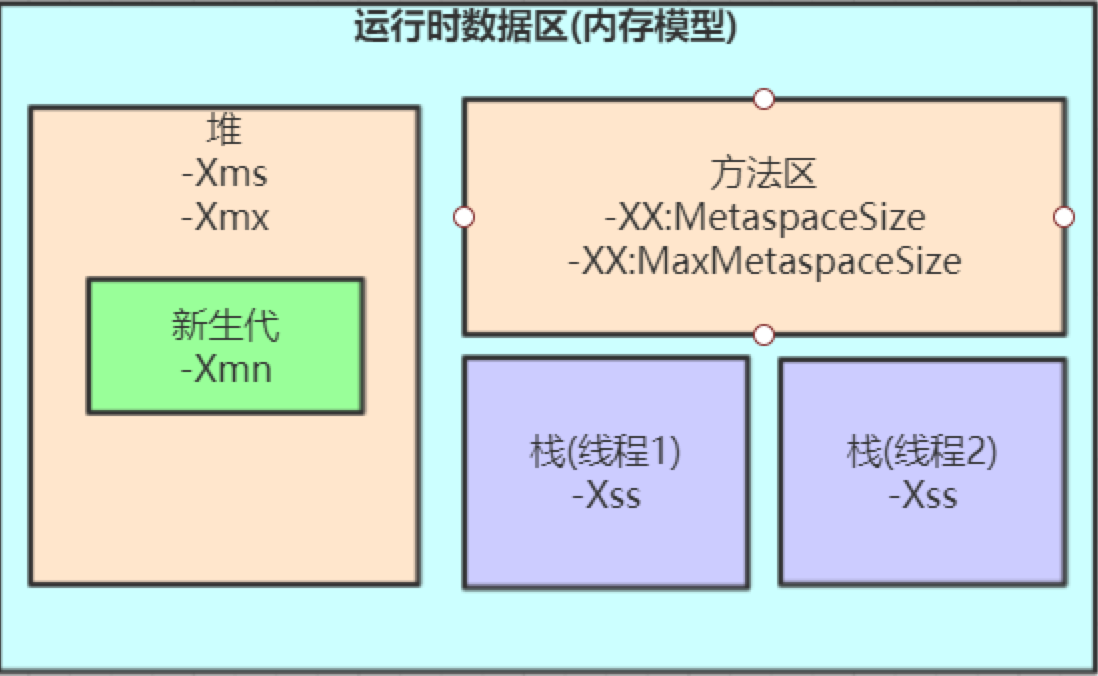 运行时数据区(内存模型)
堆
-Xms
-Xmx
新生代
-Xmn
方法区
-XX:MetaspaceSize
-XX:MaxMetaspaceSize
栈(线程1)
-Xss
栈(线程2)
-Xss